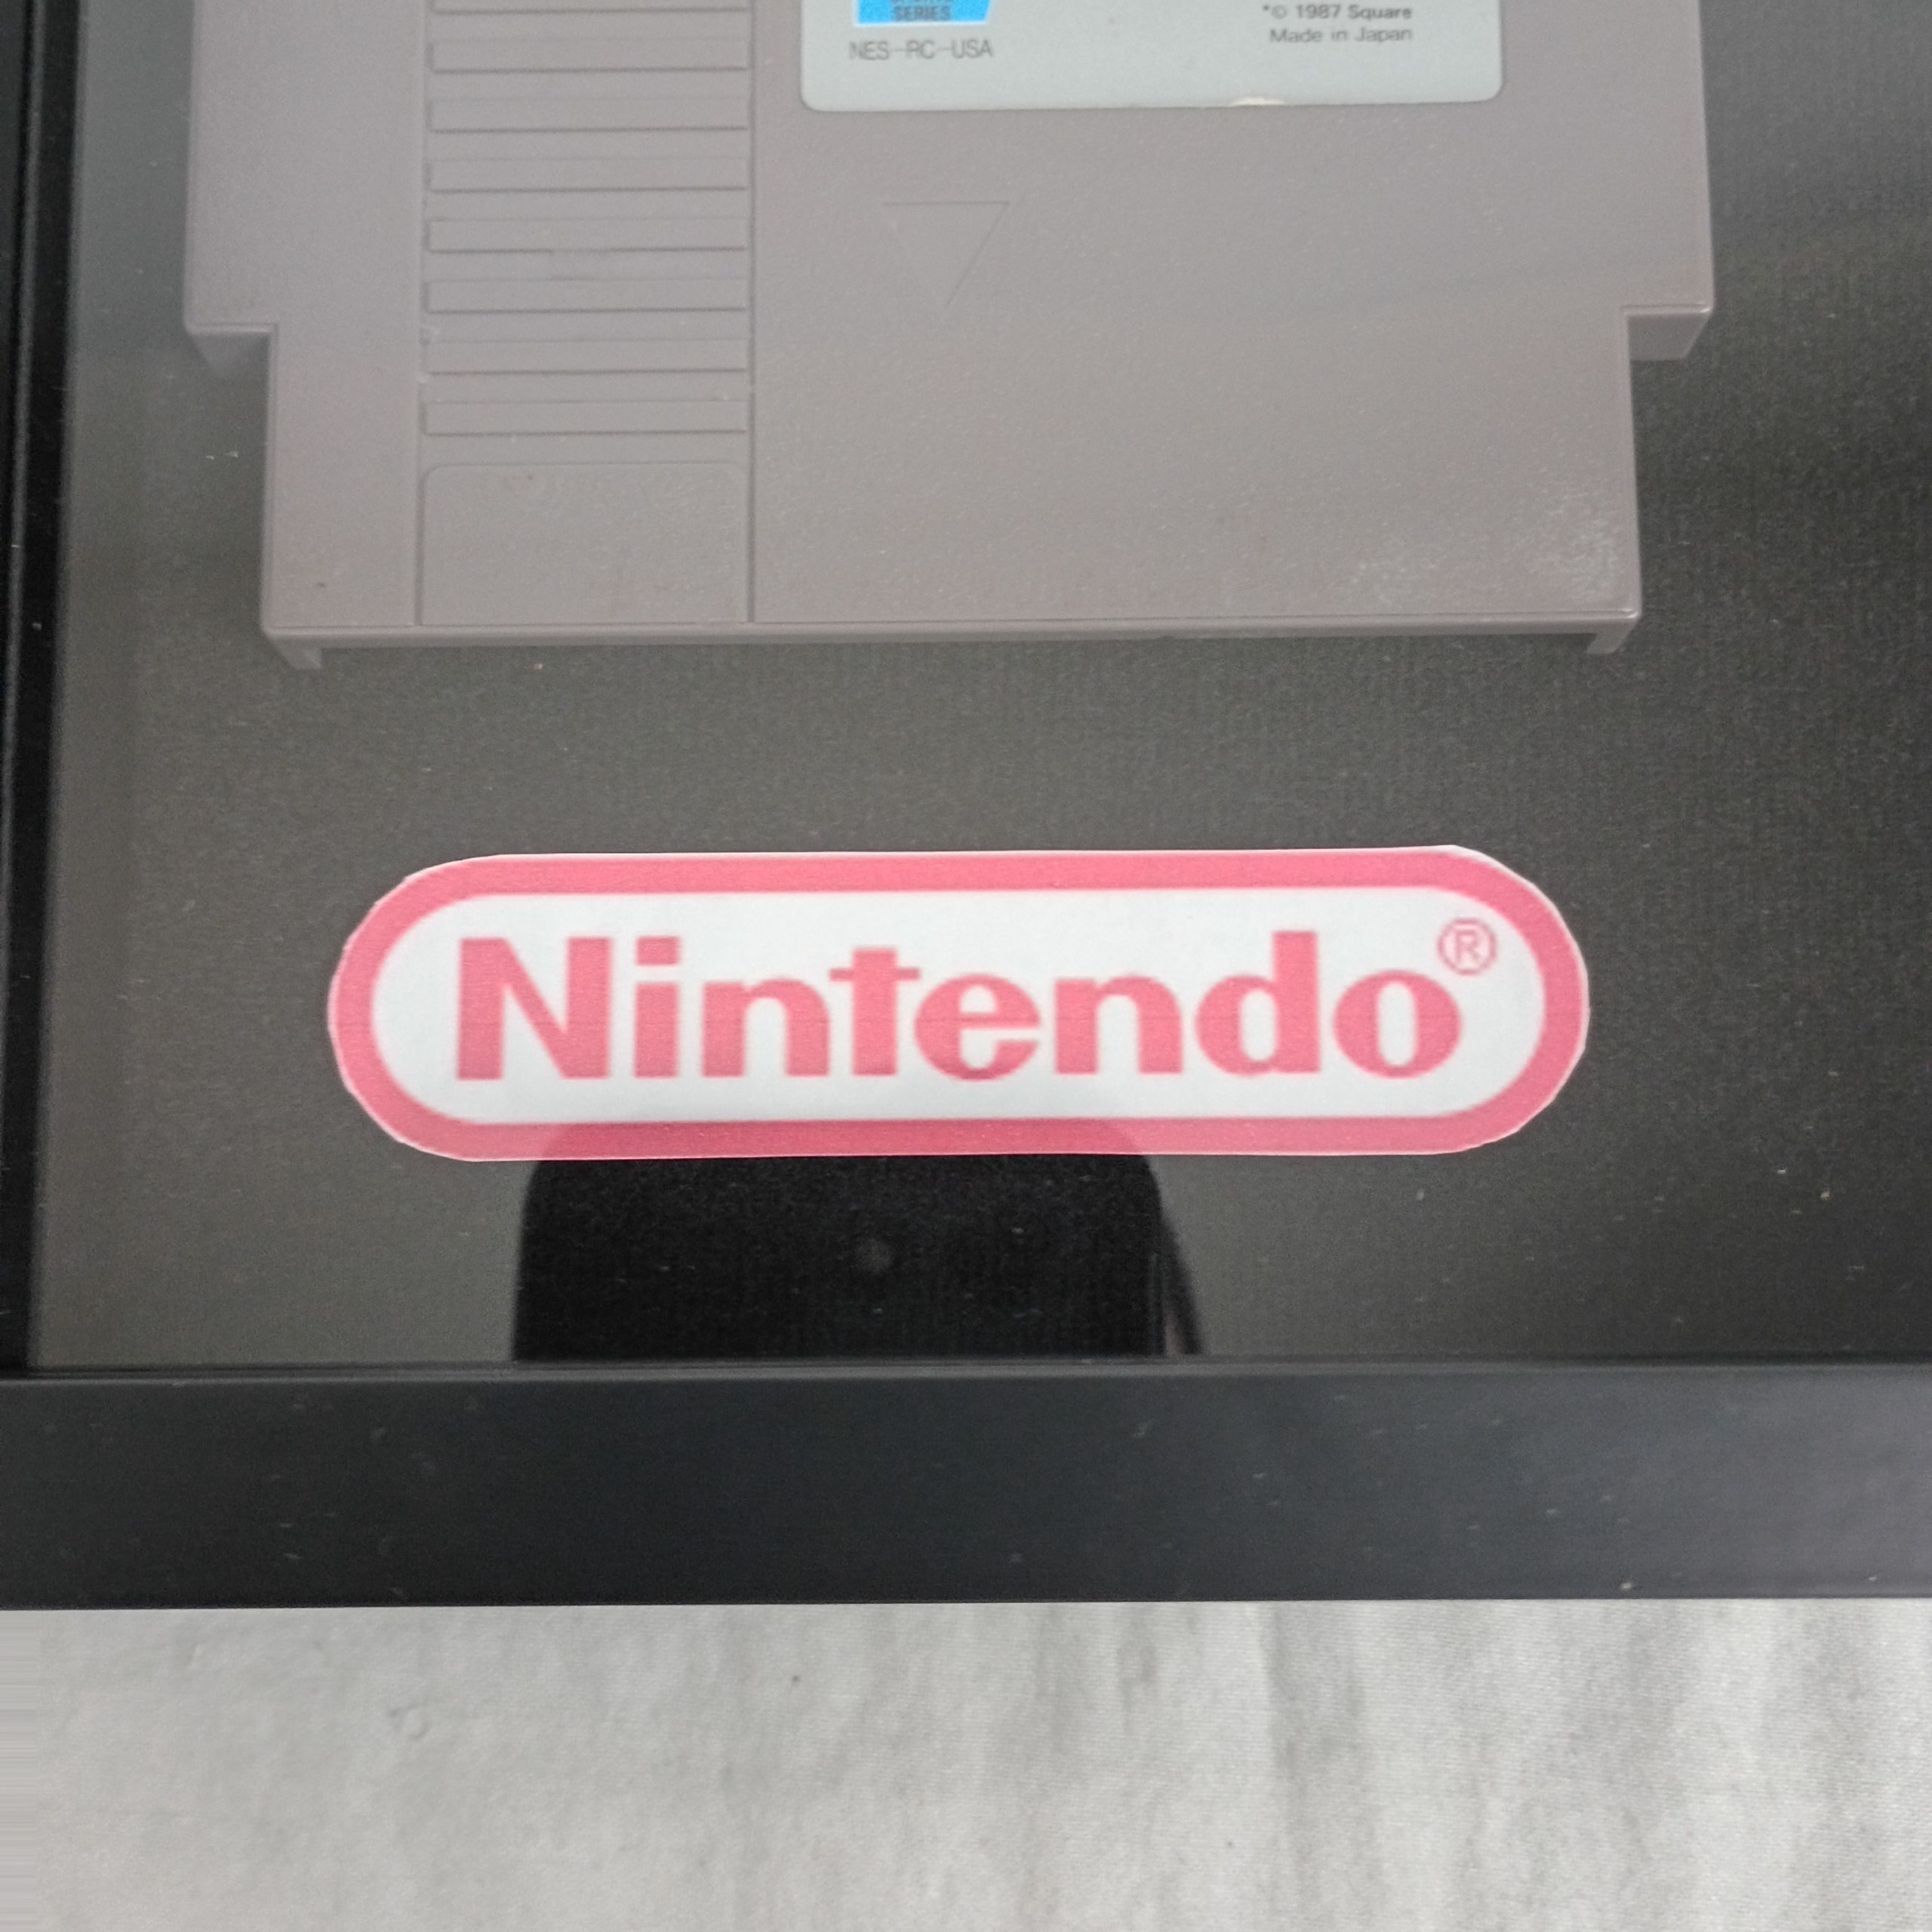 SERIES
NES-RC-USA
*© 1987 Square
Made in Japan
Nintendo®